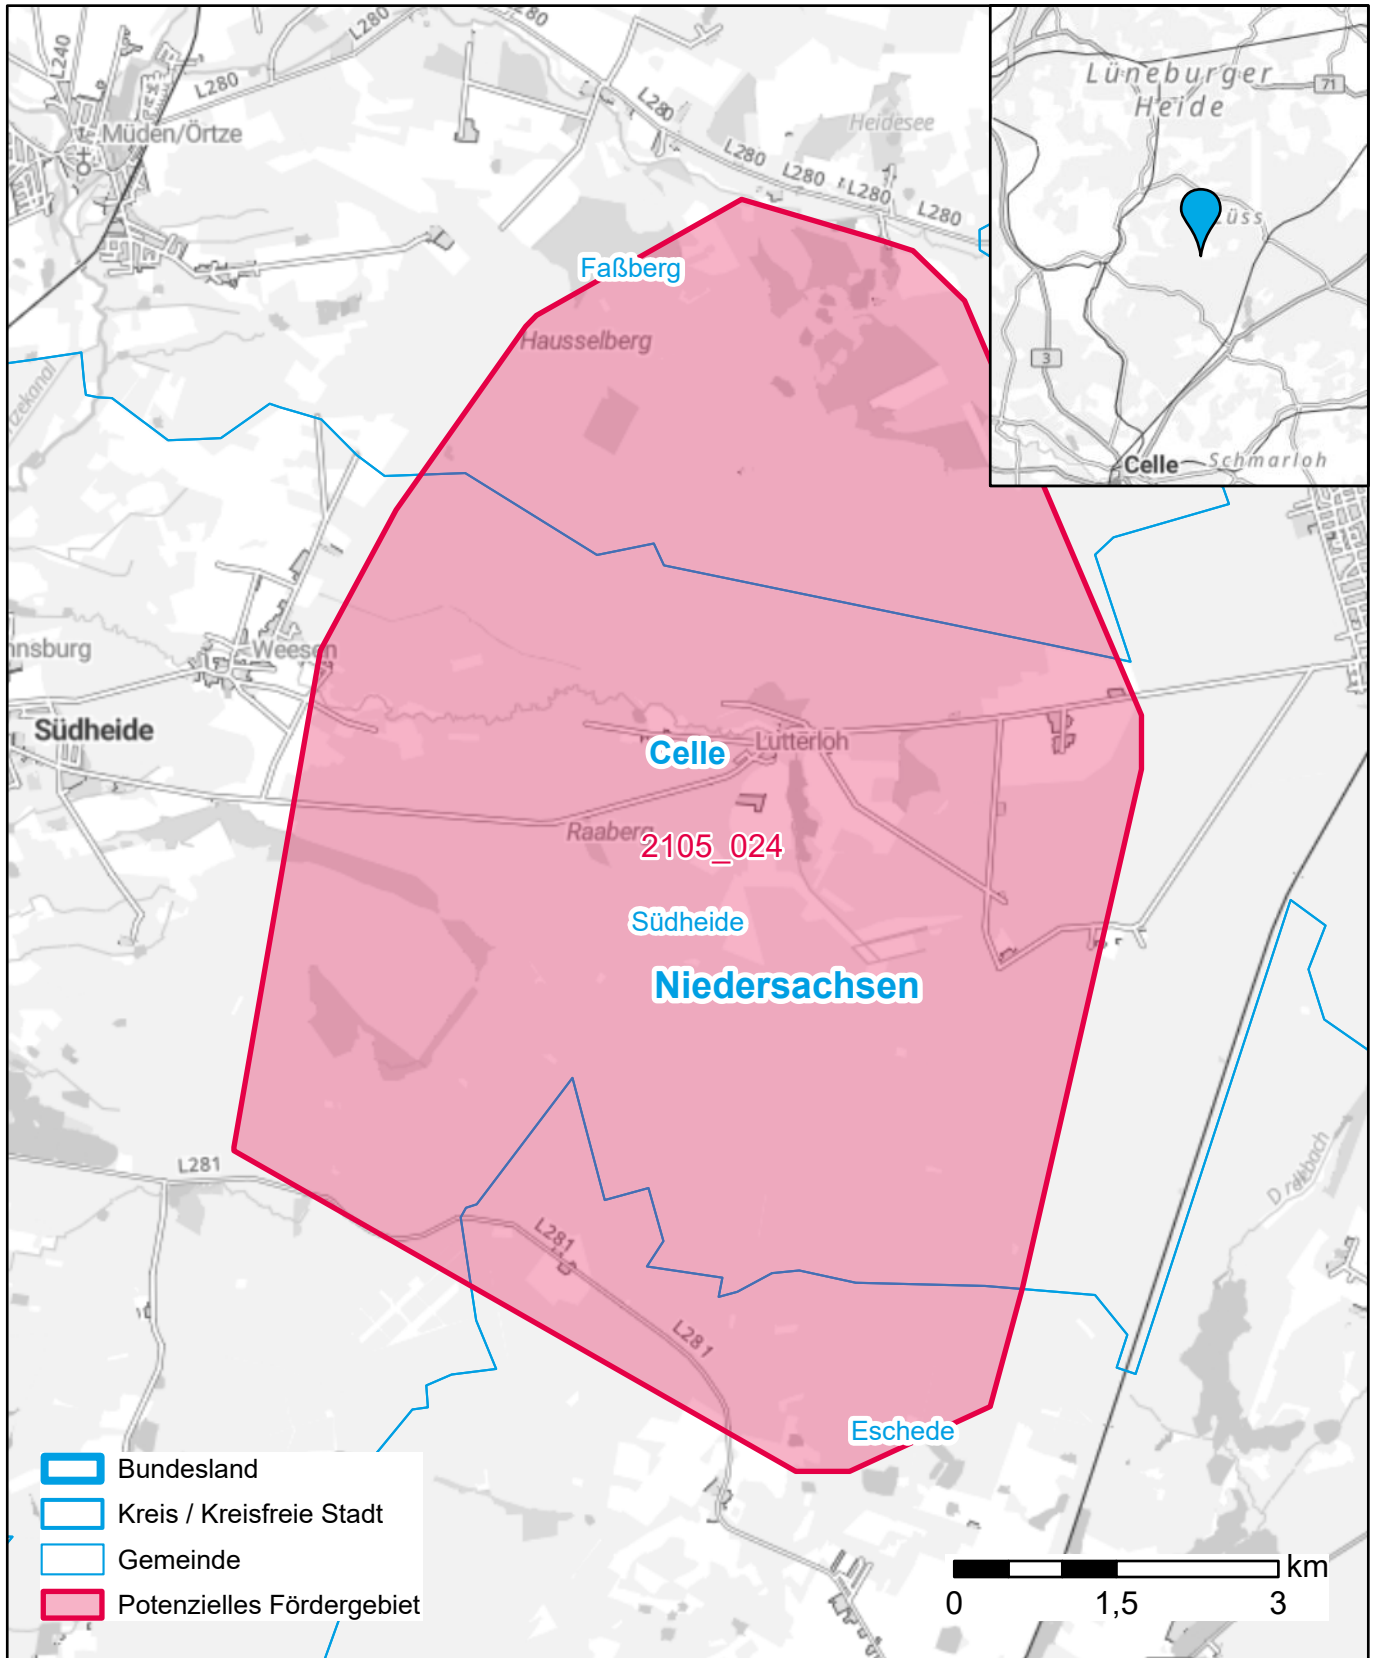 L240
L280
L280
L280
Müden/Örtze
L280
Heidesee
L280
L280
L280
L280
Lüneburger
Heide
71
3
Celle
Schmarloh
Faßberg
Hausselberg
Weesen
Südheide
Celle
Lutterloh
Raaberg
2105_024
Südheide
Niedersachsen
L281
L281
L281
Eschede
Bundesland
Kreis / Kreisfreie Stadt
Gemeinde
Potenzielles Fördergebiet
km
0 1,5 3